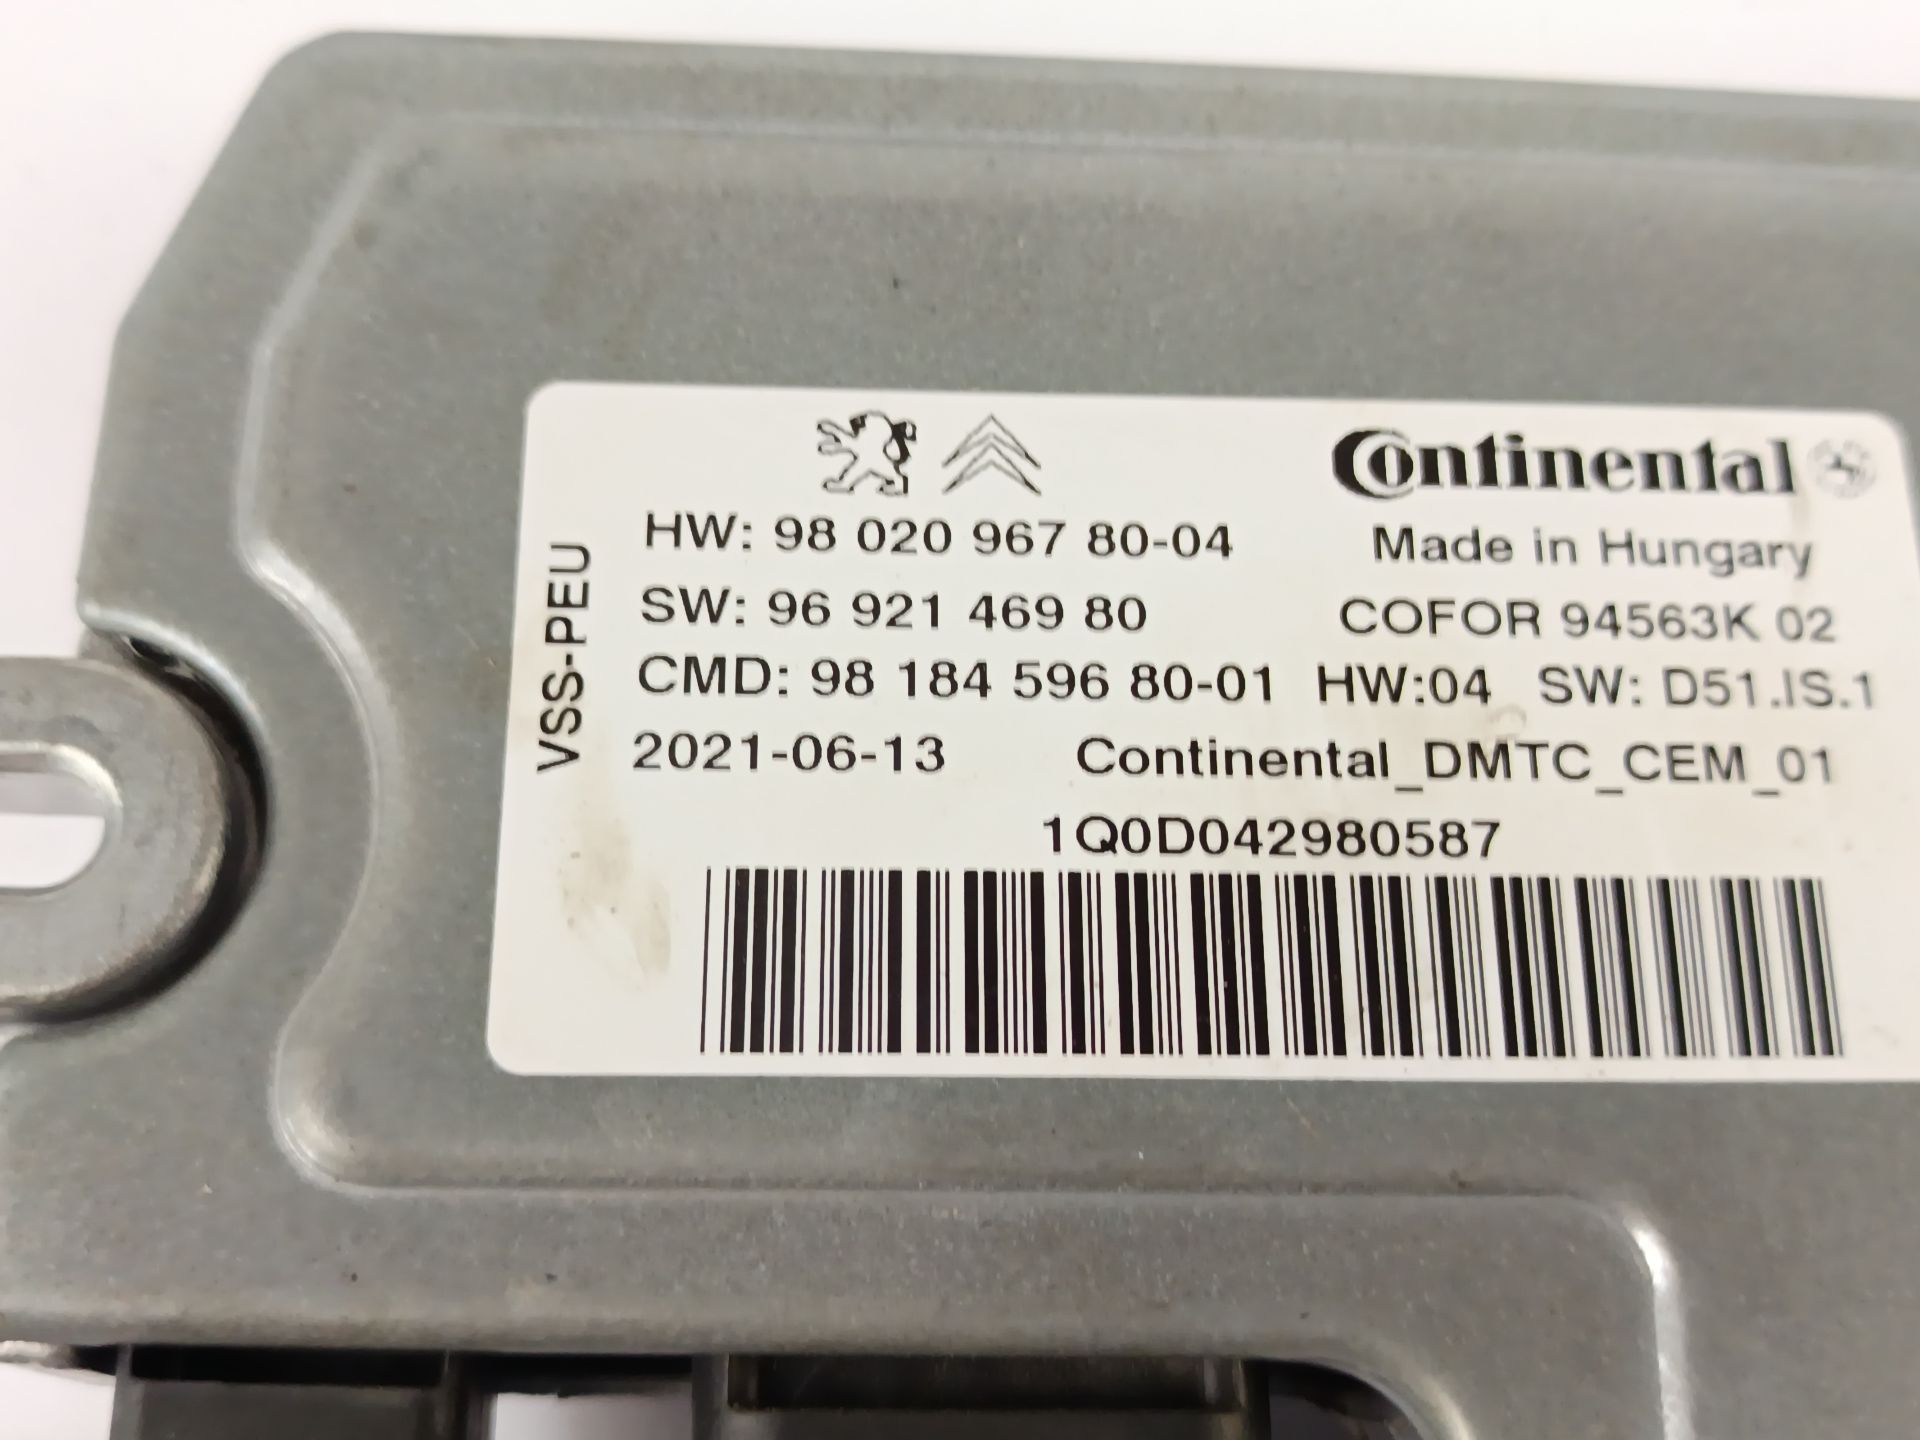 Continental
HW: 98 020 967 80-04
Made in Hungary
SW: 96 921 469 80
COFOR 94563K 02
CMD: 98 184 596 80-01 HW:04 SW: D51.IS.1
2021-06-13 Continental_DMTC_CEM_01
1Q0D042980587
VSS-PEU